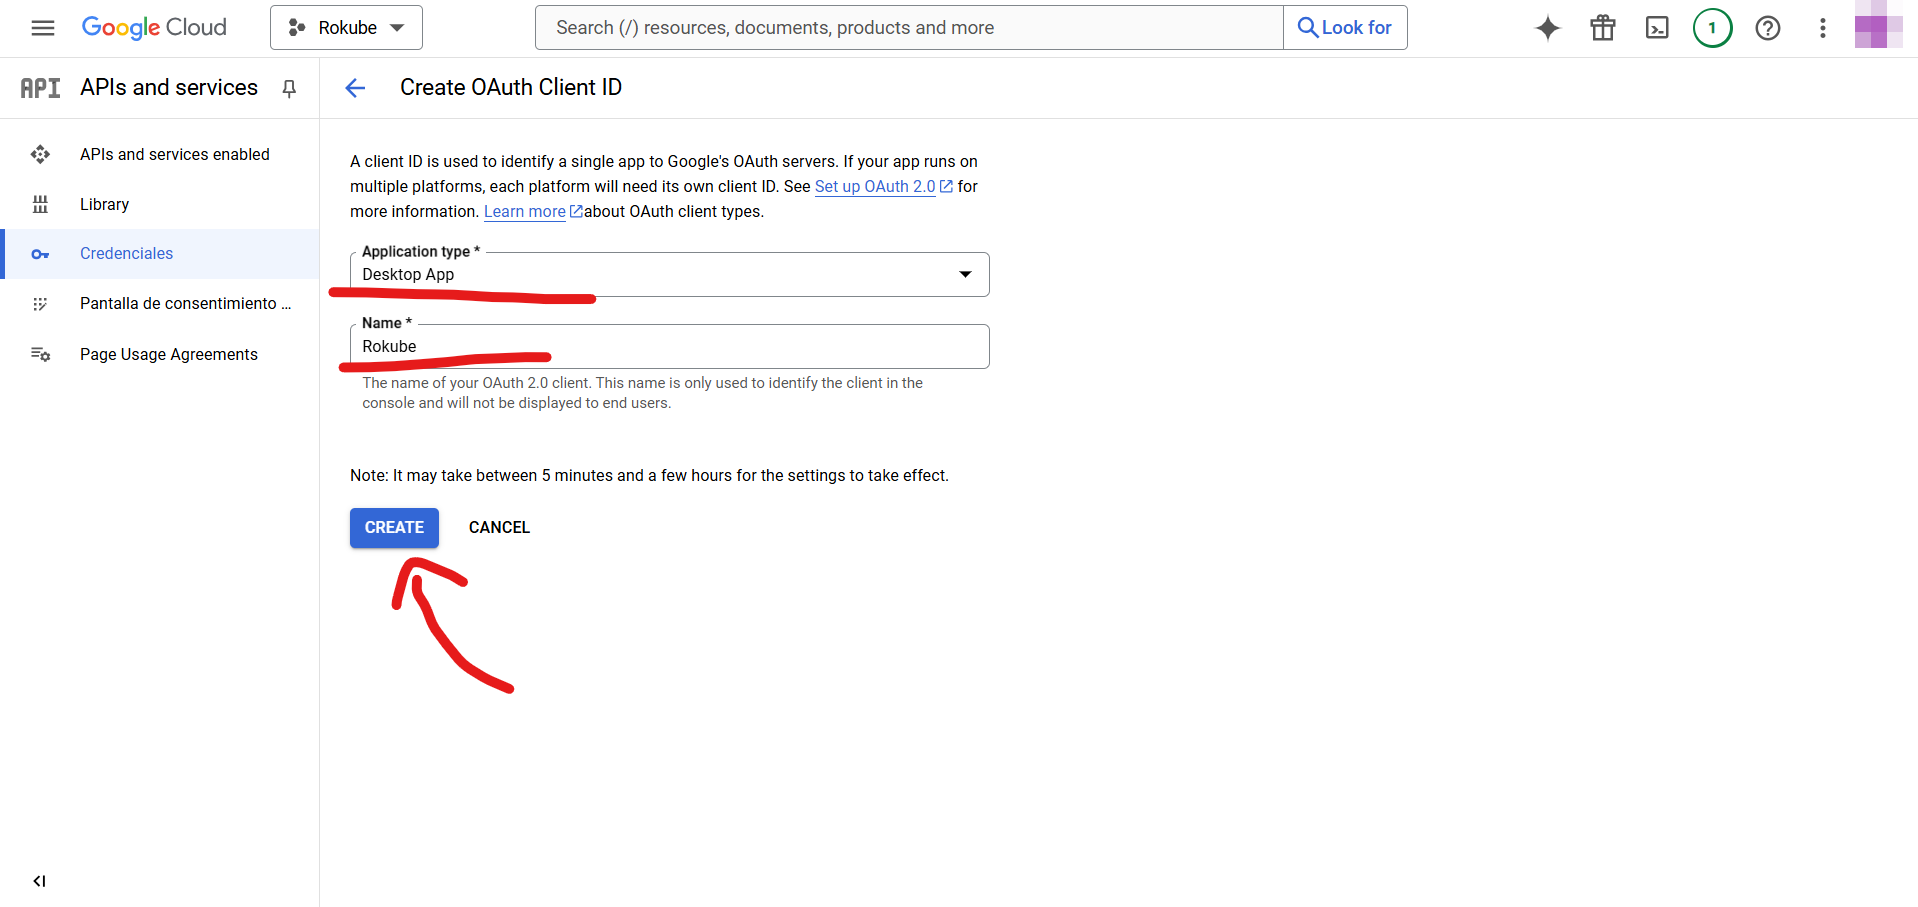 Google Cloud
Rokube
Search (/) resources, documents, products and more
Look for
1
API
APIs and services
Create OAuth Client ID
APIs and services enabled
Library
Credenciales
Pantalla de consentimiento ...
Page Usage Agreements
A client ID is used to identify a single app to Google's OAuth servers. If your app runs on
multiple platforms, each platform will need its own client ID. See Set up OAuth 2.0 for
more information. Learn more about OAuth client types.
Application type *
Desktop App
Name *
Rokube
The name of your OAuth 2.0 client. This name is only used to identify the client in the
console and will not be displayed to end users.
Note: It may take between 5 minutes and a few hours for the settings to take effect.
CREATE
CANCEL